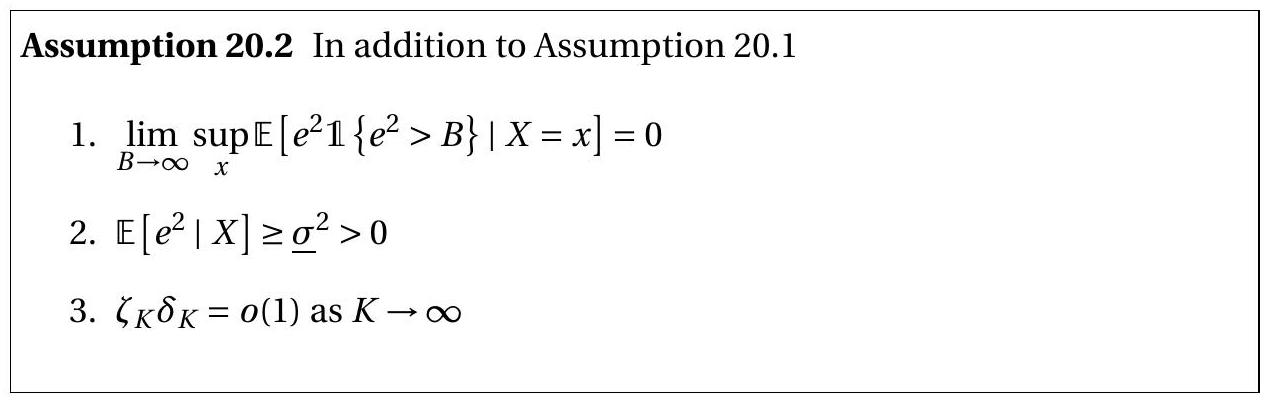 Assumption 20.2 In addition to Assumption 20.1
1. $\lim_{B \to \infty} \sup_{x} \mathbb{E}\left[e^2 \mathbb{1}\left\{e^2 > B\right\} \mid X = x\right] = 0$
2. $\mathbb{E}\left[e^2 \mid X\right] \geq \underline{\sigma}^2 > 0$
3. $\zeta_K \delta_K = o(1)$ as $K \to \infty$